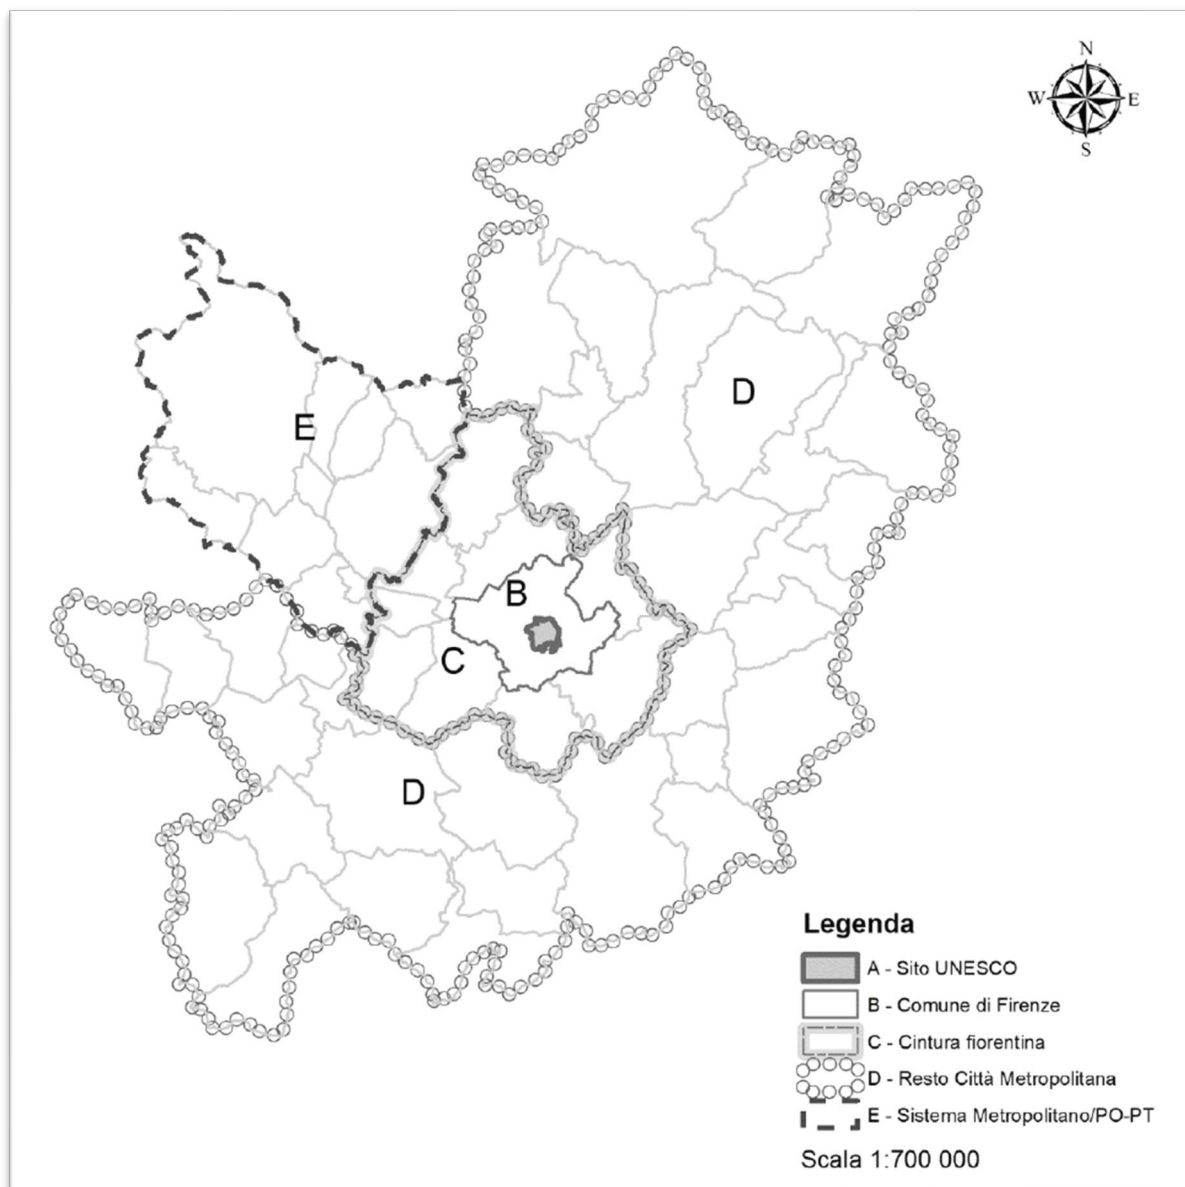 N
W E
S
D
E
B
C
D
Legenda
A - Sito UNESCO
B - Comune di Firenze
C - Cintura fiorentina
D - Resto Città Metropolitana
E - Sistema Metropolitano/PO-PT
Scala 1:700 000